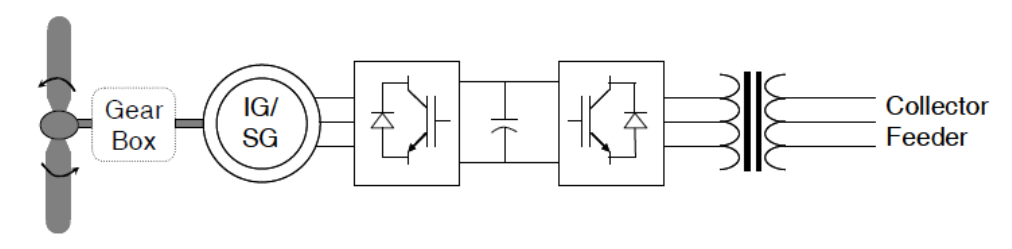 Gear
Box
IG/
SG
Collector
Feeder